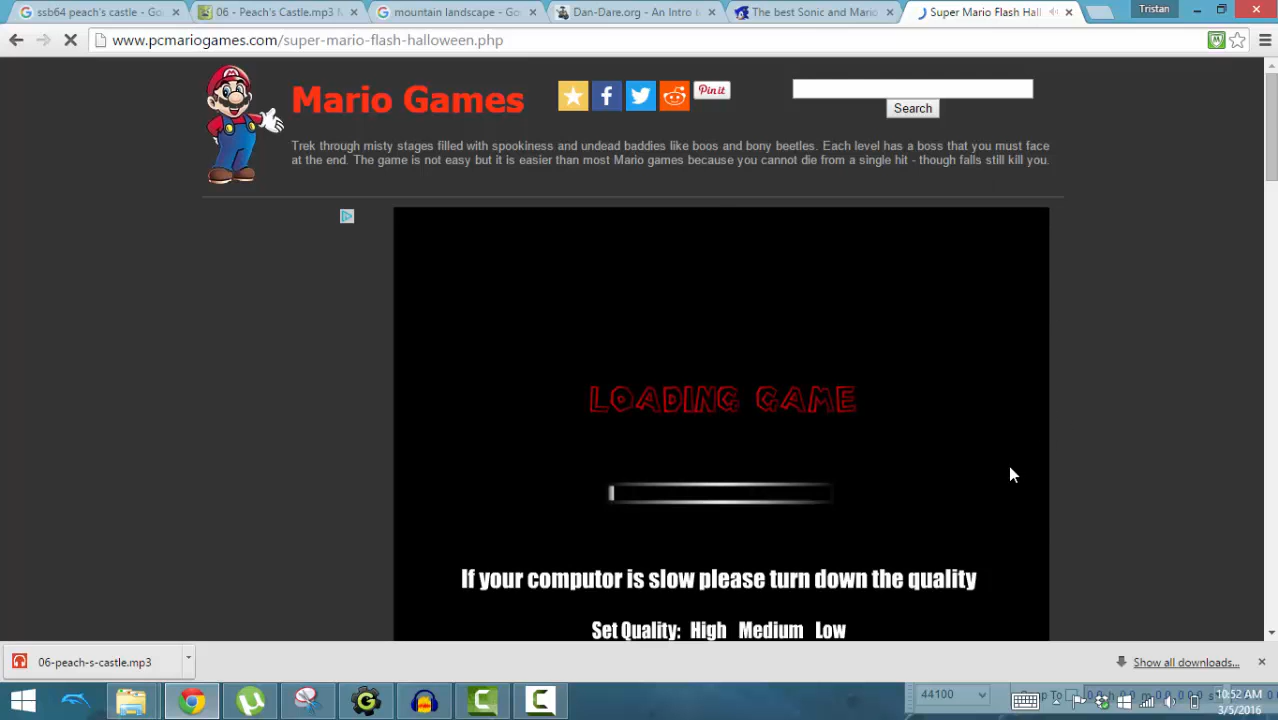 ssb64 peach's castle - Go
06 - Peach's Castle.mp3
mountain landscape - Go
Dan-Dare.org - An Intro t
The best Sonic and Mario
Super Mario Flash Hall
Tristan
www.pcmariogames.com/super-mario-flash-halloween.php
Mario Games
Pin it
Search
Trek through misty stages filled with spookiness and undead baddies like boos and bony beetles. Each level has a boss that you must face
at the end. The game is not easy but it is easier than most Mario games because you cannot die from a single hit - though falls still kill you.
LOADING GAME
If your computor is slow please turn down the quality
Set Quality: High Medium Low
06-peach-s-castle.mp3
Show all downloads...
44100
10:52 AM
3/5/2016